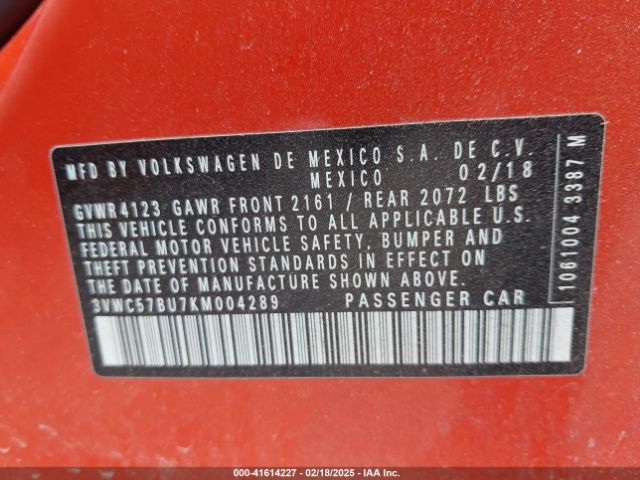 MFD BY VOLKSWAGEN DE MEXICO S.A. DE C.V.
MEXICO 02/18
GVWR 4123 GAWR FRONT 2161 / REAR 2072 LBS
THIS VEHICLE CONFORMS TO ALL APPLICABLE U.S.
FEDERAL MOTOR VEHICLE SAFETY, BUMPER AND
THEFT PREVENTION STANDARDS IN EFFECT ON
THE DATE OF MANUFACTURE SHOWN ABOVE.
3VWC57BU7KM004289 PASSENGER CAR
1061004 3387 M
000-41614227 - 02/18/2025 - IAA Inc.